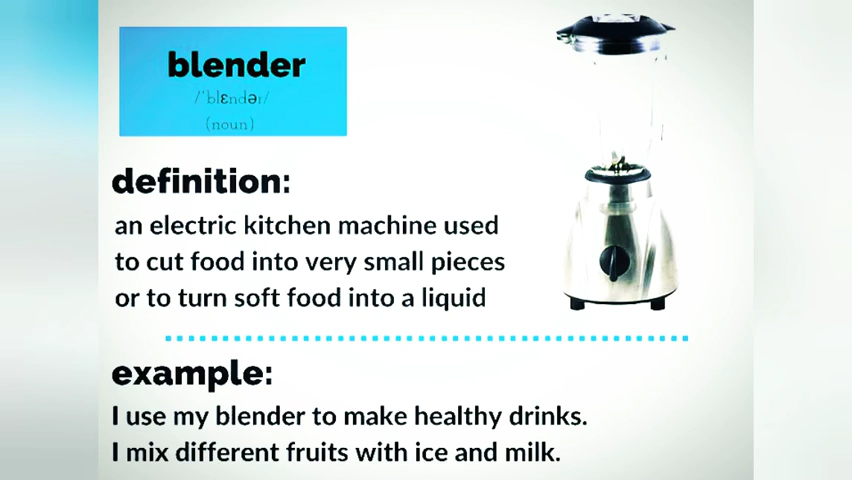 blender
/ˈblɛndər/
(noun)
definition:
an electric kitchen machine used
to cut food into very small pieces
or to turn soft food into a liquid
example:
I use my blender to make healthy drinks.
I mix different fruits with ice and milk.